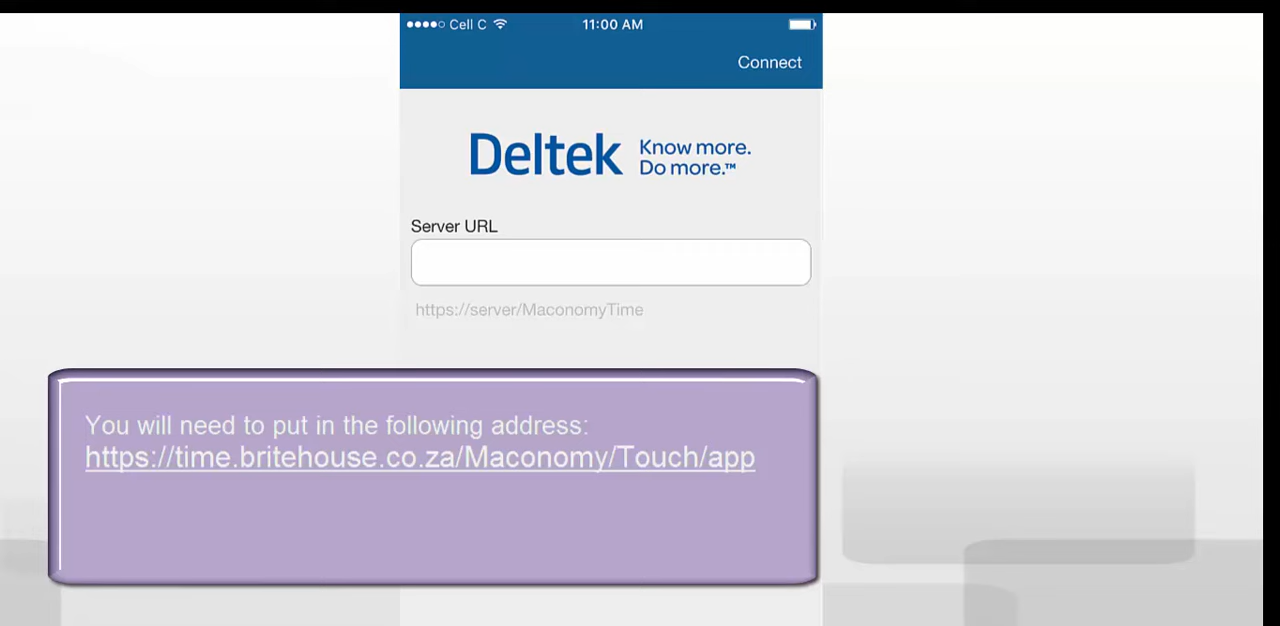 Cell C 11:00 AM
Connect
Deltek Know more.
Do more.™
Server URL
https://server/MaconomyTime
You will need to put in the following address:
https://time.britehouse.co.za/Maconomy/Touch/app